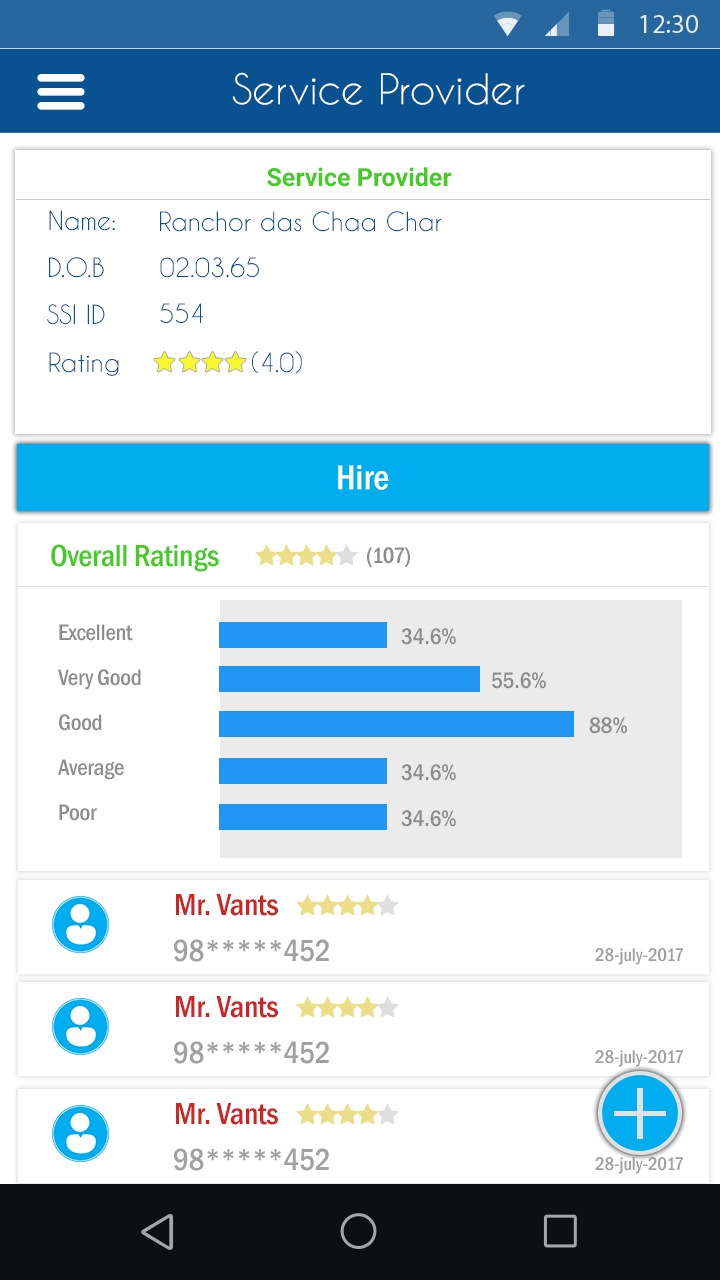 12:30
Service Provider
Service Provider
Name: Ranchor das Chaa Char
D.O.B 02.03.65
SSI ID 554
Rating (4.0)
Hire
Overall Ratings (107)
Excellent 34.6%
Very Good 55.6%
Good 88%
Average 34.6%
Poor 34.6%
Mr. Vants
98*****452
28-july-2017
Mr. Vants
98*****452
28-july-2017
Mr. Vants
98*****452
28-july-2017